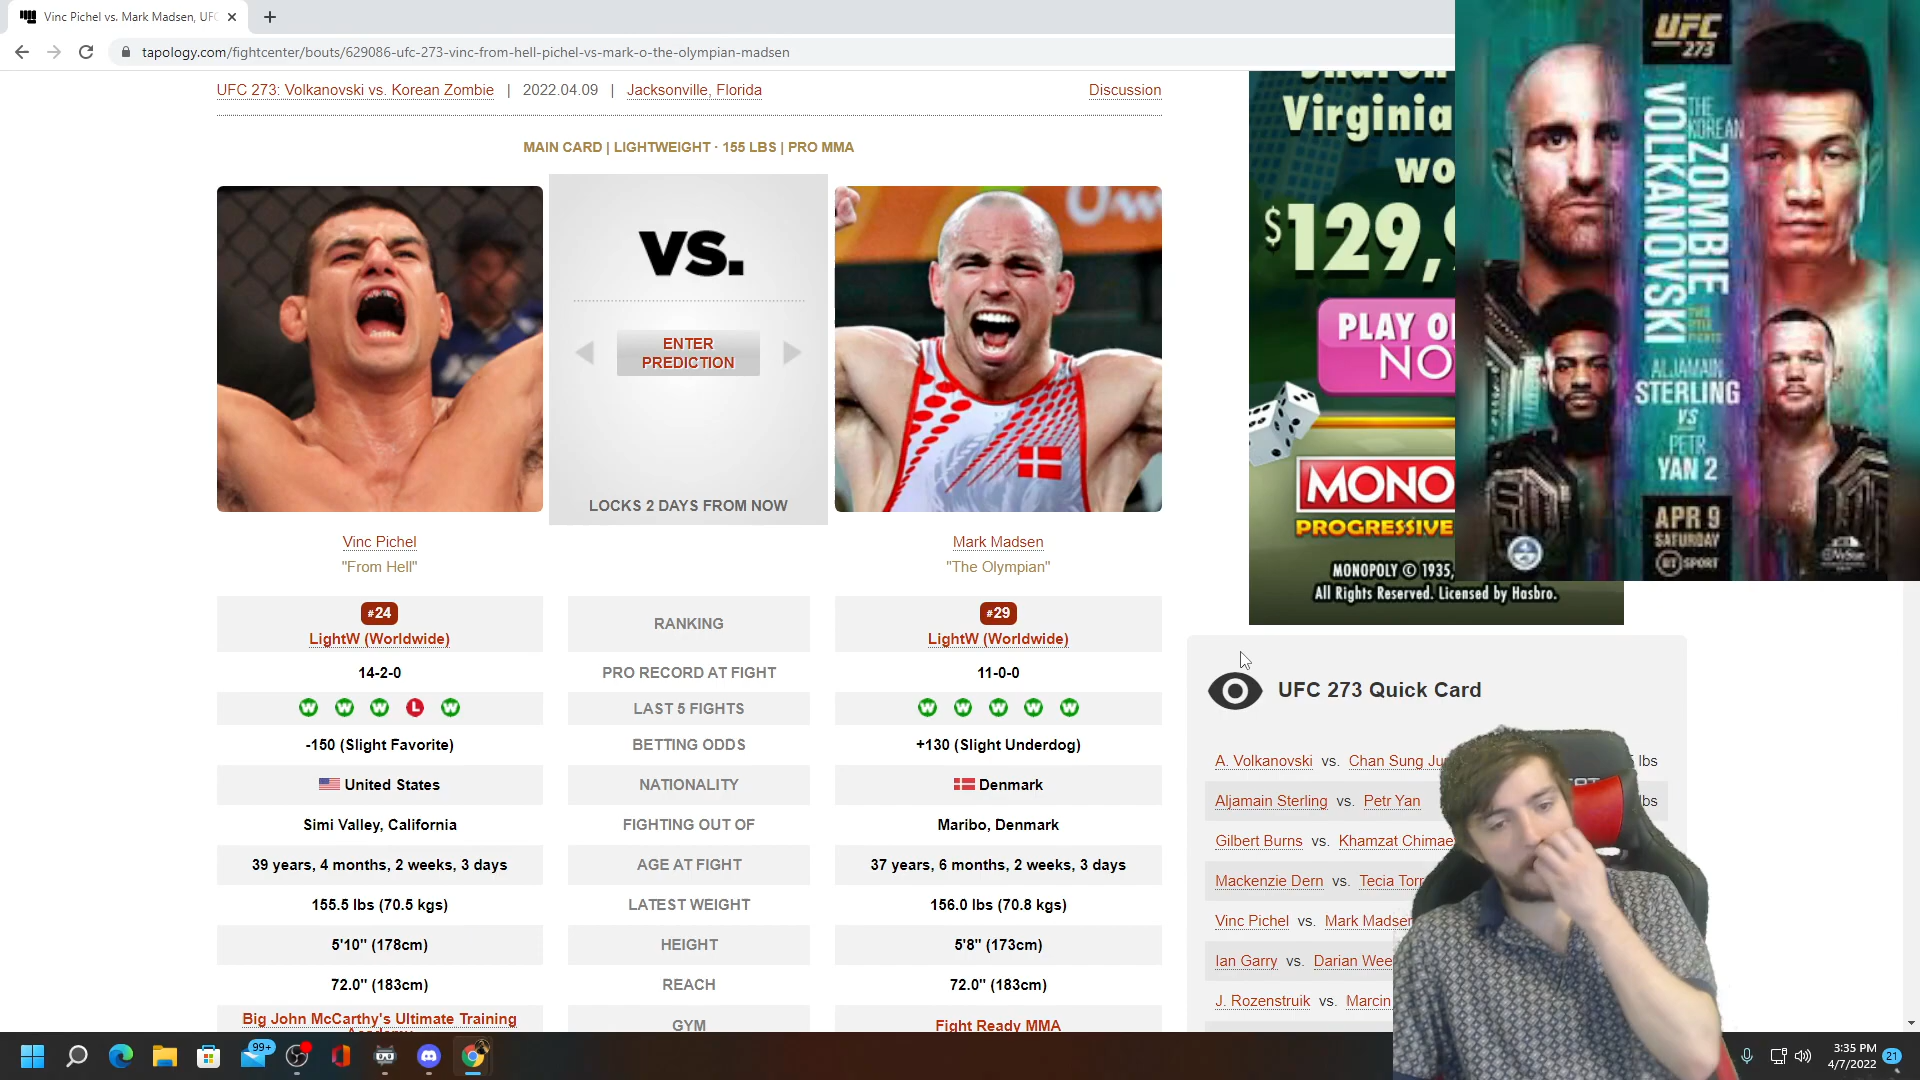 Vinc Pichel vs. Mark Madsen, UFC
tapology.com/fightcenter/bouts/629086-ufc-273-vinc-from-hell-pichel-vs-mark-o-the-olympian-madsen
UFC 273: Volkanovski vs. Korean Zombie | 2022.04.09 | Jacksonville, Florida
Discussion
MAIN CARD | LIGHTWEIGHT · 155 LBS | PRO MMA
VS.
ENTER
PREDICTION
LOCKS 2 DAYS FROM NOW
Vinc Pichel
"From Hell"
Mark Madsen
"The Olympian"
#24
LightW (Worldwide)
RANKING
#29
LightW (Worldwide)
14-2-0
PRO RECORD AT FIGHT
11-0-0
W W W L W
LAST 5 FIGHTS
W W W W W
-150 (Slight Favorite)
BETTING ODDS
+130 (Slight Underdog)
United States
NATIONALITY
Denmark
Simi Valley, California
FIGHTING OUT OF
Maribo, Denmark
39 years, 4 months, 2 weeks, 3 days
AGE AT FIGHT
37 years, 6 months, 2 weeks, 3 days
155.5 lbs (70.5 kgs)
LATEST WEIGHT
156.0 lbs (70.8 kgs)
5'10" (178cm)
HEIGHT
5'8" (173cm)
72.0" (183cm)
REACH
72.0" (183cm)
Big John McCarthy's Ultimate Training
GYM
Fight Ready MMA
Virginia
wo
$129,
PLAY
NO
MONO
PROGRESSIVE
MONOPOLY © 1935,
All Rights Reserved. Licensed by Hasbro.
UFC
273
VOLKANOVSKI
THE KOREAN
ZOMBIE
ALJAMAIN
STERLING
VS
PETR
YAN 2
APR 9
SATURDAY
BT SPORT
UFC 273 Quick Card
A. Volkanovski vs. Chan Sung Ju lbs
Aljamain Sterling vs. Petr Yan lbs
Gilbert Burns vs. Khamzat Chimae
Mackenzie Dern vs. Tecia Torr
Vinc Pichel vs. Mark Madsen
Ian Garry vs. Darian Wee
J. Rozenstruik vs. Marcin
99+
3:35 PM
4/7/2022
21